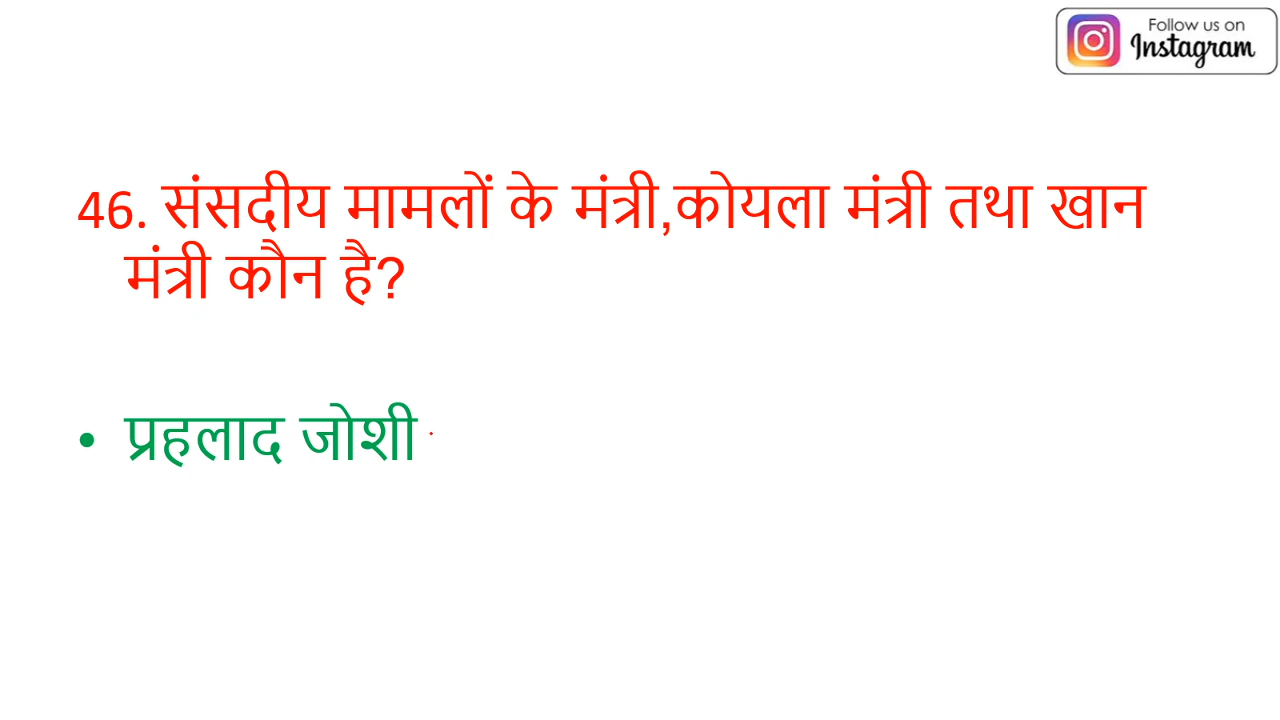 Follow us on
Instagram
46. संसदीय मामलों के मंत्री,कोयला मंत्री तथा खान
मंत्री कौन है?
• प्रहलाद जोशी